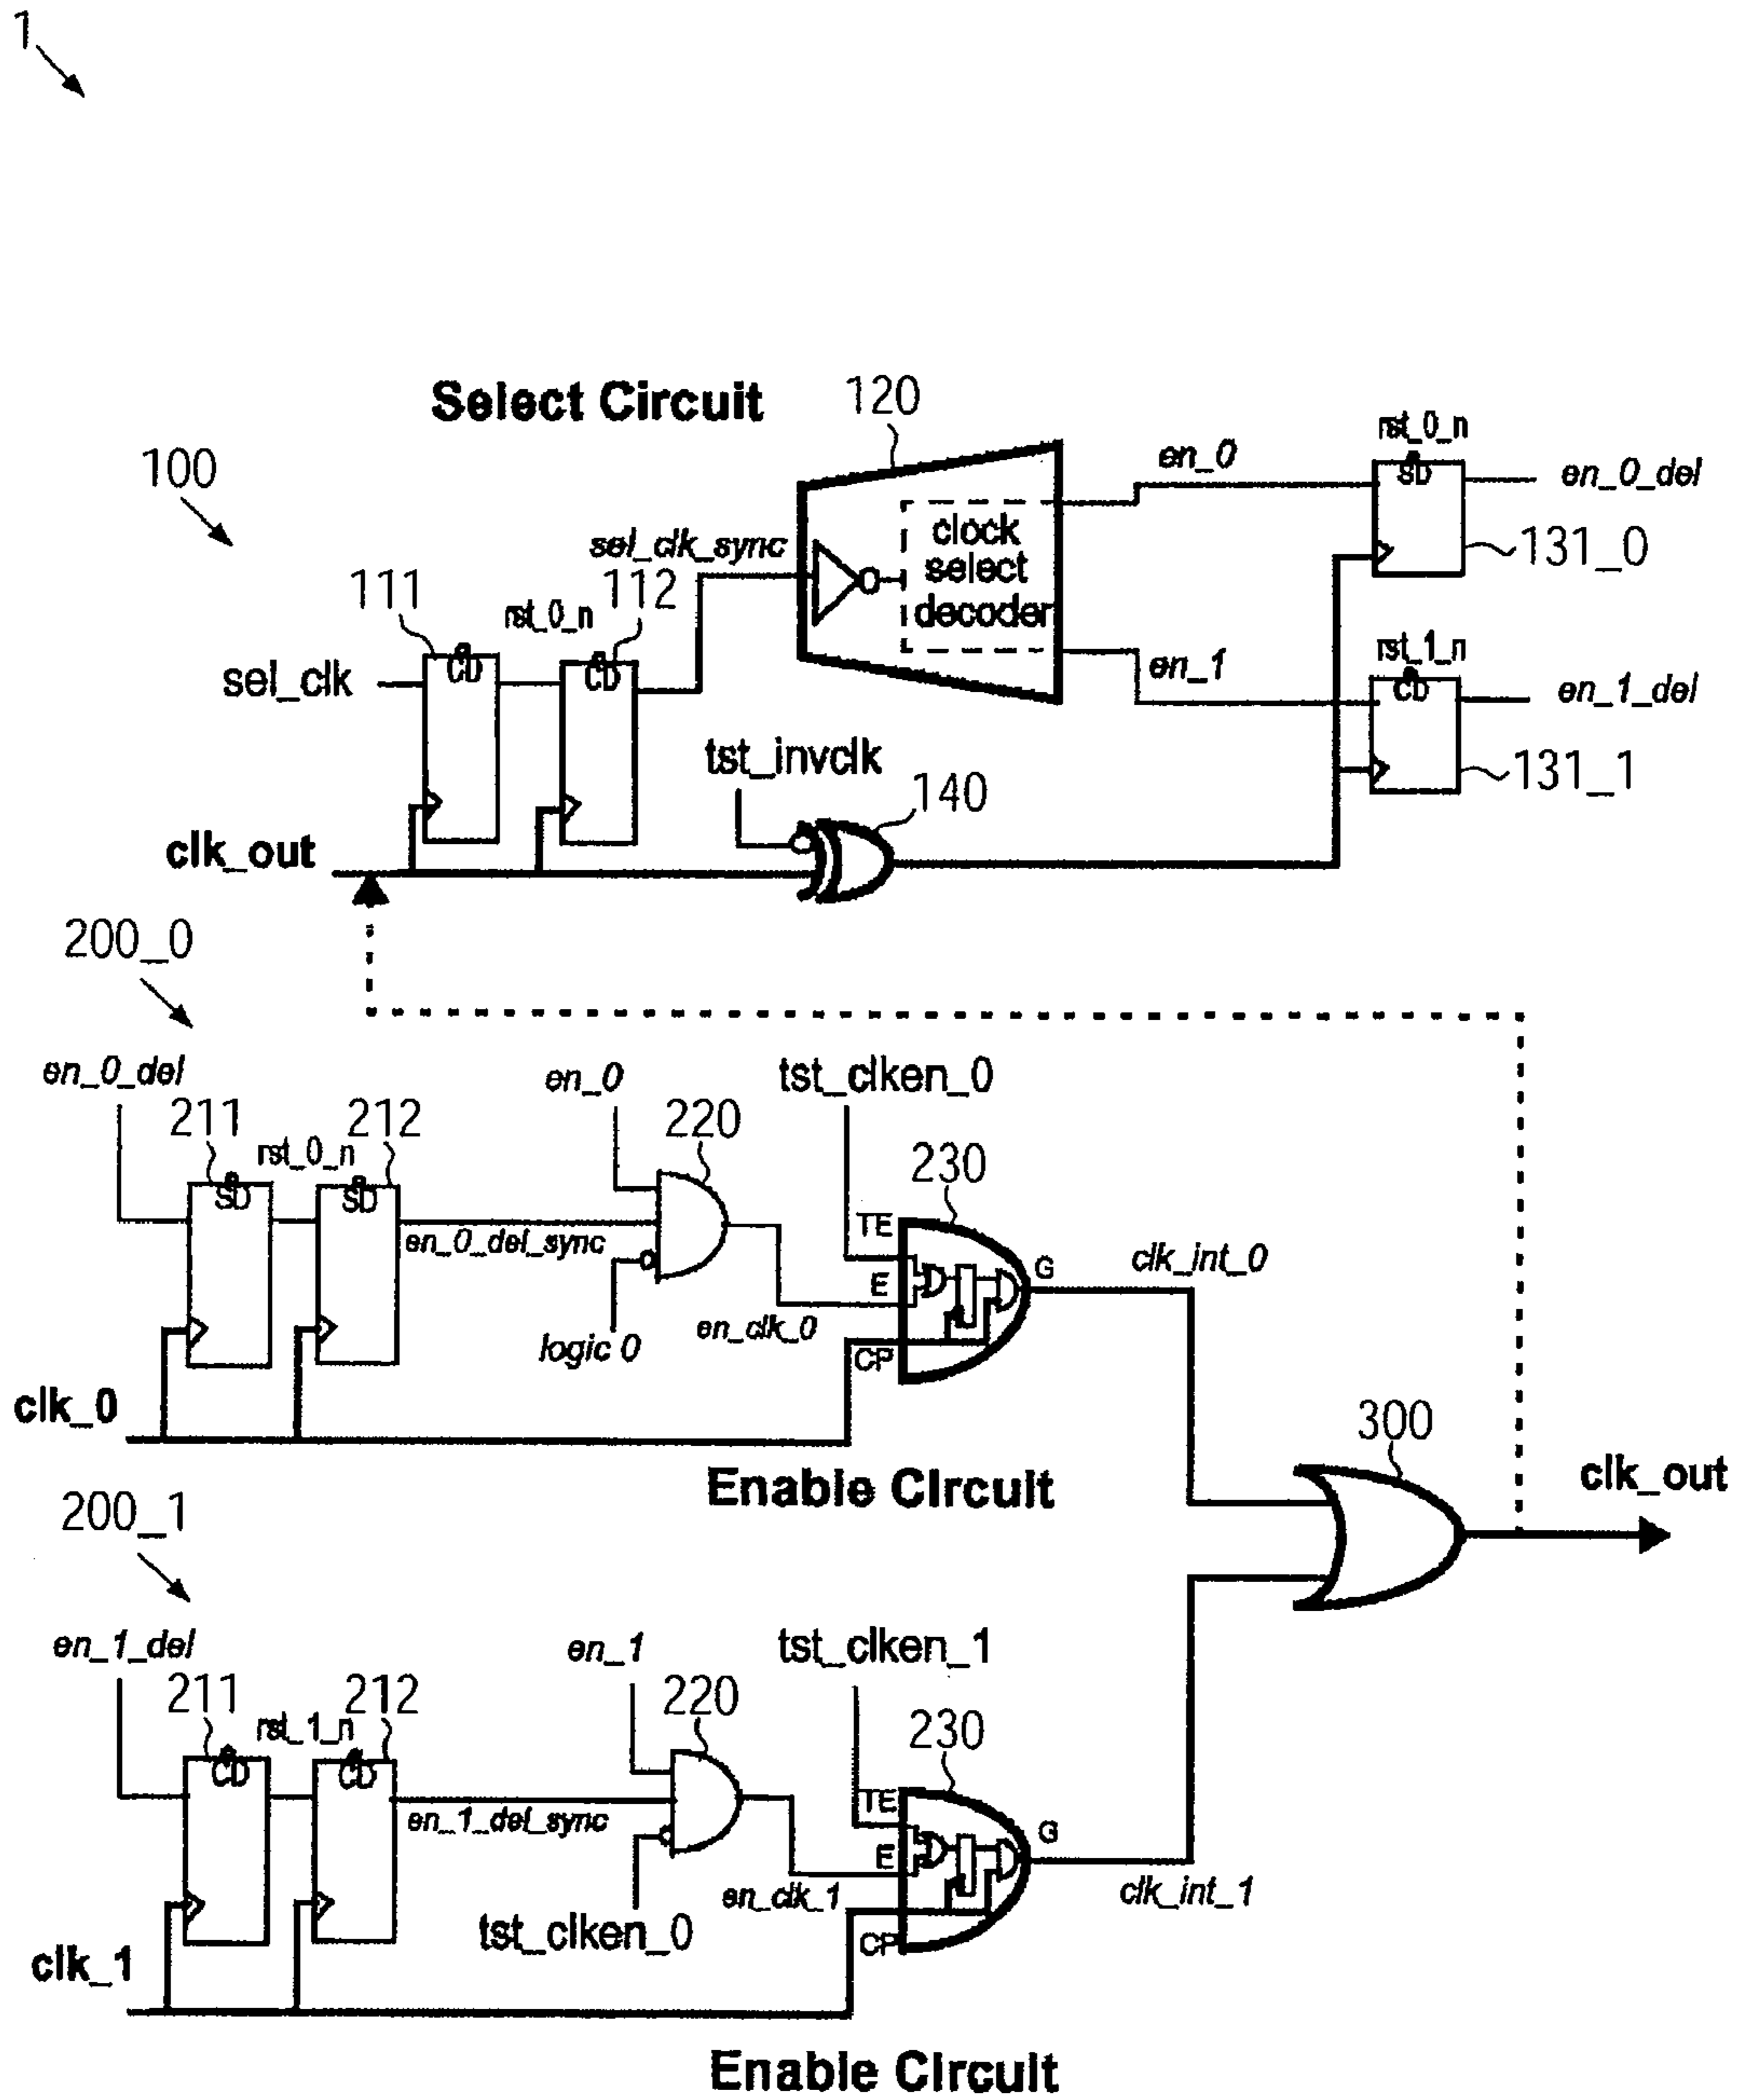 1
Select Circuit
120
100
rst_0_n
SD
en_0
en_0_del
131_0
clock
select
decoder
sel_clk_sync
111
rst_0_n
112
CD
CD
sel_clk
en_1
rst_1_n
CD
en_1_del
131_1
tst_invclk
140
clk_out
200_0
en_0_del
211
rst_0_n
212
SD
SD
en_0
220
tst_clken_0
230
TE
E
CP
G
clk_int_0
en_0_del_sync
logic 0
en_clk_0
clk_0
Enable CIrcuit
300
clk_out
200_1
en_1_del
211
rst_1_n
212
CD
CD
en_1
220
tst_clken_1
230
TE
E
CP
G
clk_int_1
en_1_del_sync
tst_clken_0
en_clk_1
clk_1
Enable CIrcuit